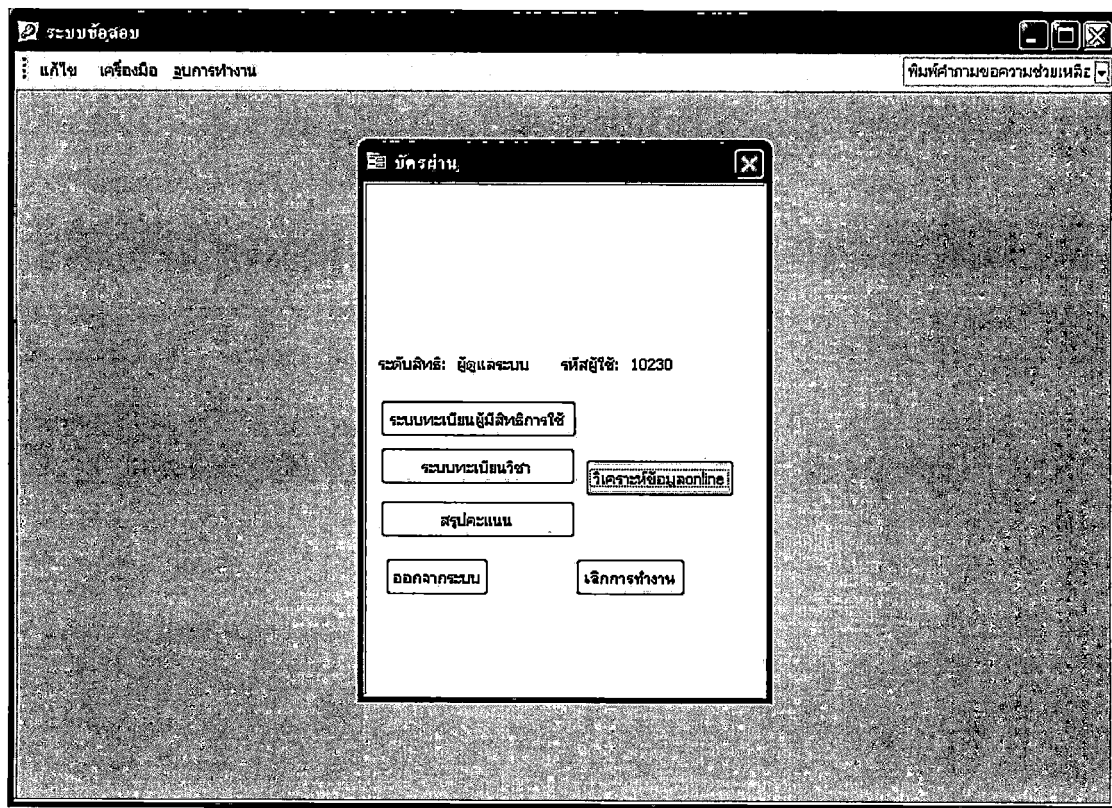 ระบบข้อสอบ
แก้ไข เครื่องมือ จบการทำงาน พิมพ์คำถามขอความช่วยเหลือ
บัตรผ่าน
ระดับสิทธิ: ผู้ดูแลระบบ รหัสผู้ใช้: 10230
ระบบทะเบียนผู้มีสิทธิการใช้
ระบบทะเบียนวิชา
วิเคราะห์ข้อมูลonline
สรุปคะแนน
ออกจากระบบ เลิกการทำงาน